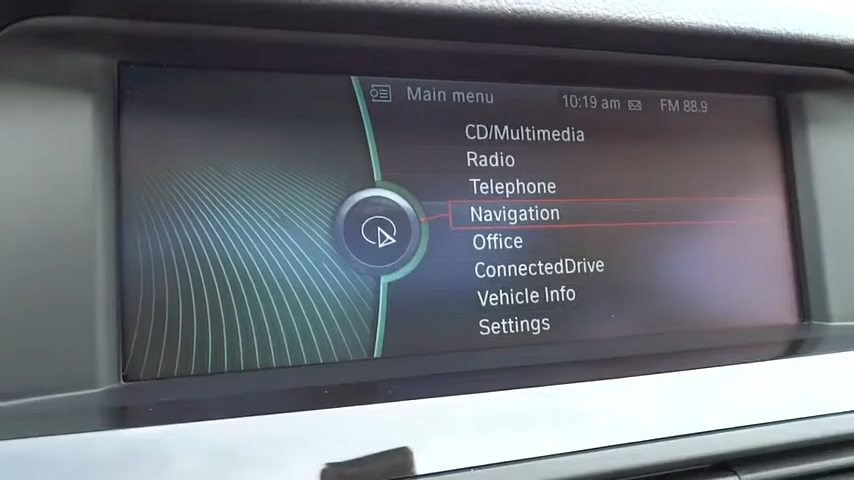 Main menu 10:19 am FM 88.9
CD/Multimedia
Radio
Telephone
Navigation
Office
ConnectedDrive
Vehicle Info
Settings